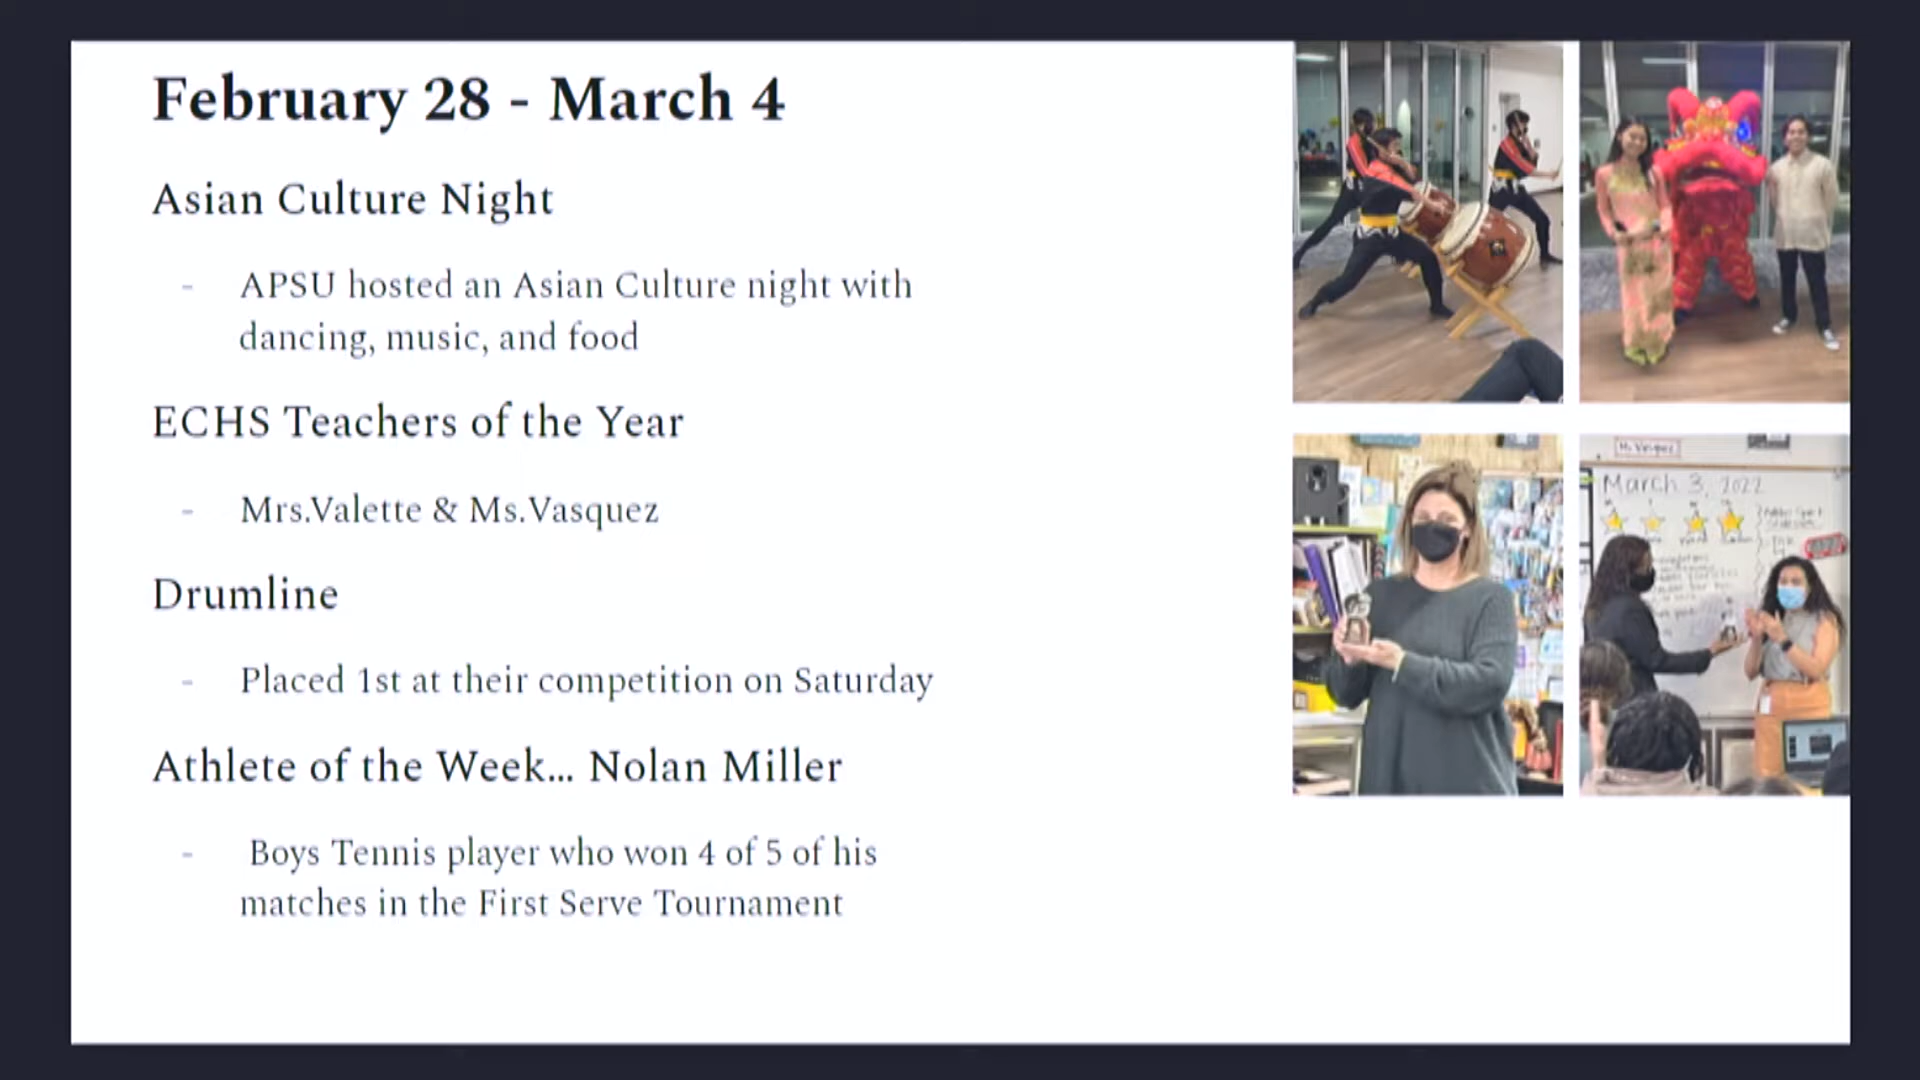 February 28 - March 4
Asian Culture Night
- APSU hosted an Asian Culture night with
dancing, music, and food
ECHS Teachers of the Year
- Mrs.Valette & Ms.Vasquez
Drumline
- Placed 1st at their competition on Saturday
Athlete of the Week... Nolan Miller
- Boys Tennis player who won 4 of 5 of his
matches in the First Serve Tournament
Ms Vasquez
March 3, 2022